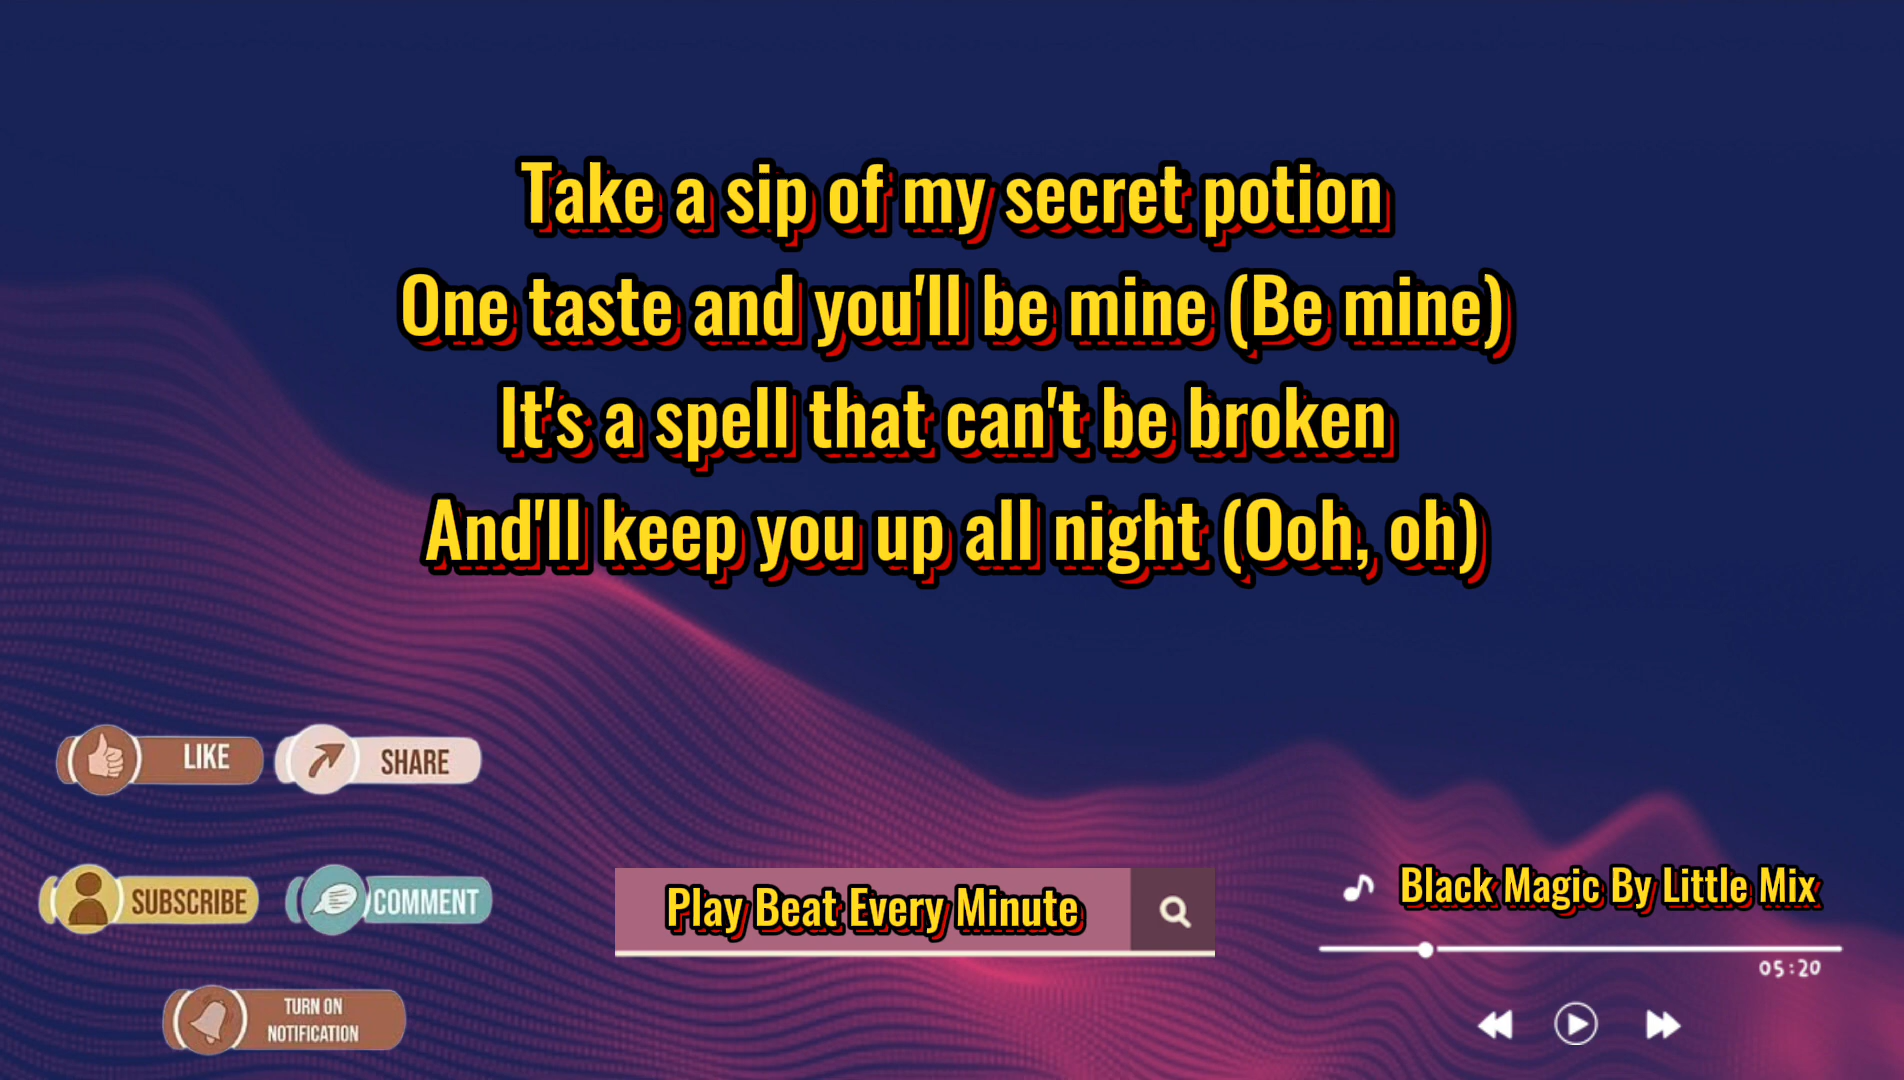 Take a sip of my secret potion
One taste and you'll be mine (Be mine)
It's a spell that can't be broken
And'll keep you up all night (Ooh, oh)
LIKE
SHARE
SUBSCRIBE
COMMENT
TURN ON
NOTIFICATION
Play Beat Every Minute
Black Magic By Little Mix
05:20